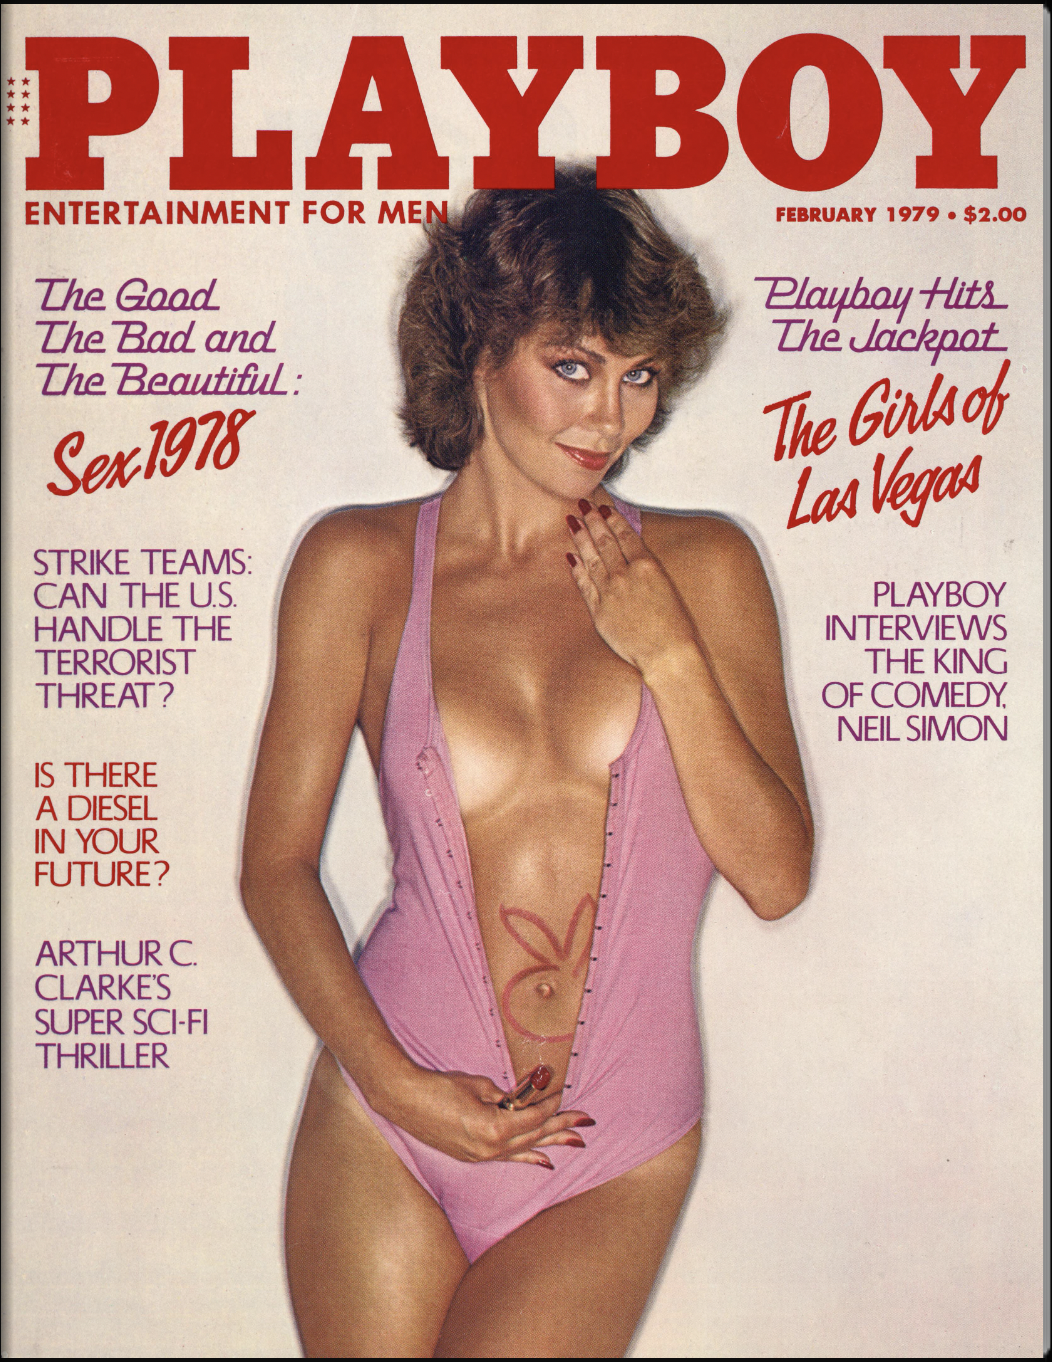 PLAYBOY
ENTERTAINMENT FOR MEN
FEBRUARY 1979 • $2.00
The Good
The Bad and
The Beautiful:
Sex 1978
STRIKE TEAMS:
CAN THE U.S.
HANDLE THE
TERRORIST
THREAT?
IS THERE
A DIESEL
IN YOUR
FUTURE?
ARTHUR C.
CLARKE'S
SUPER SCI-FI
THRILLER
Playboy Hits
The Jackpot
The Girls of
Las Vegas
PLAYBOY
INTERVIEWS
THE KING
OF COMEDY,
NEIL SIMON